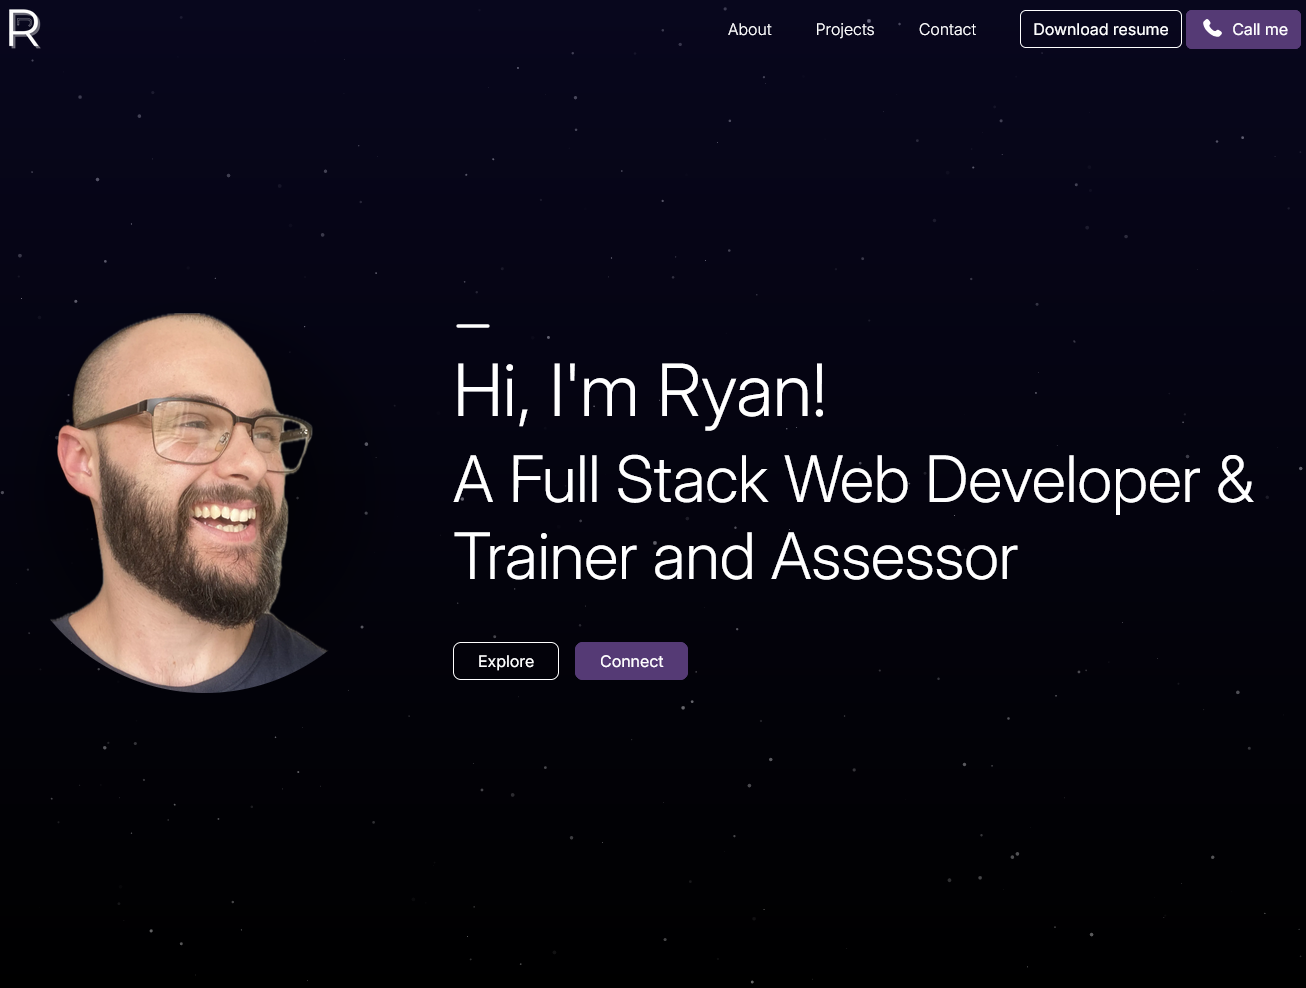 R
About Projects Contact Download resume Call me
Hi, I'm Ryan!
A Full Stack Web Developer &
Trainer and Assessor
Explore Connect